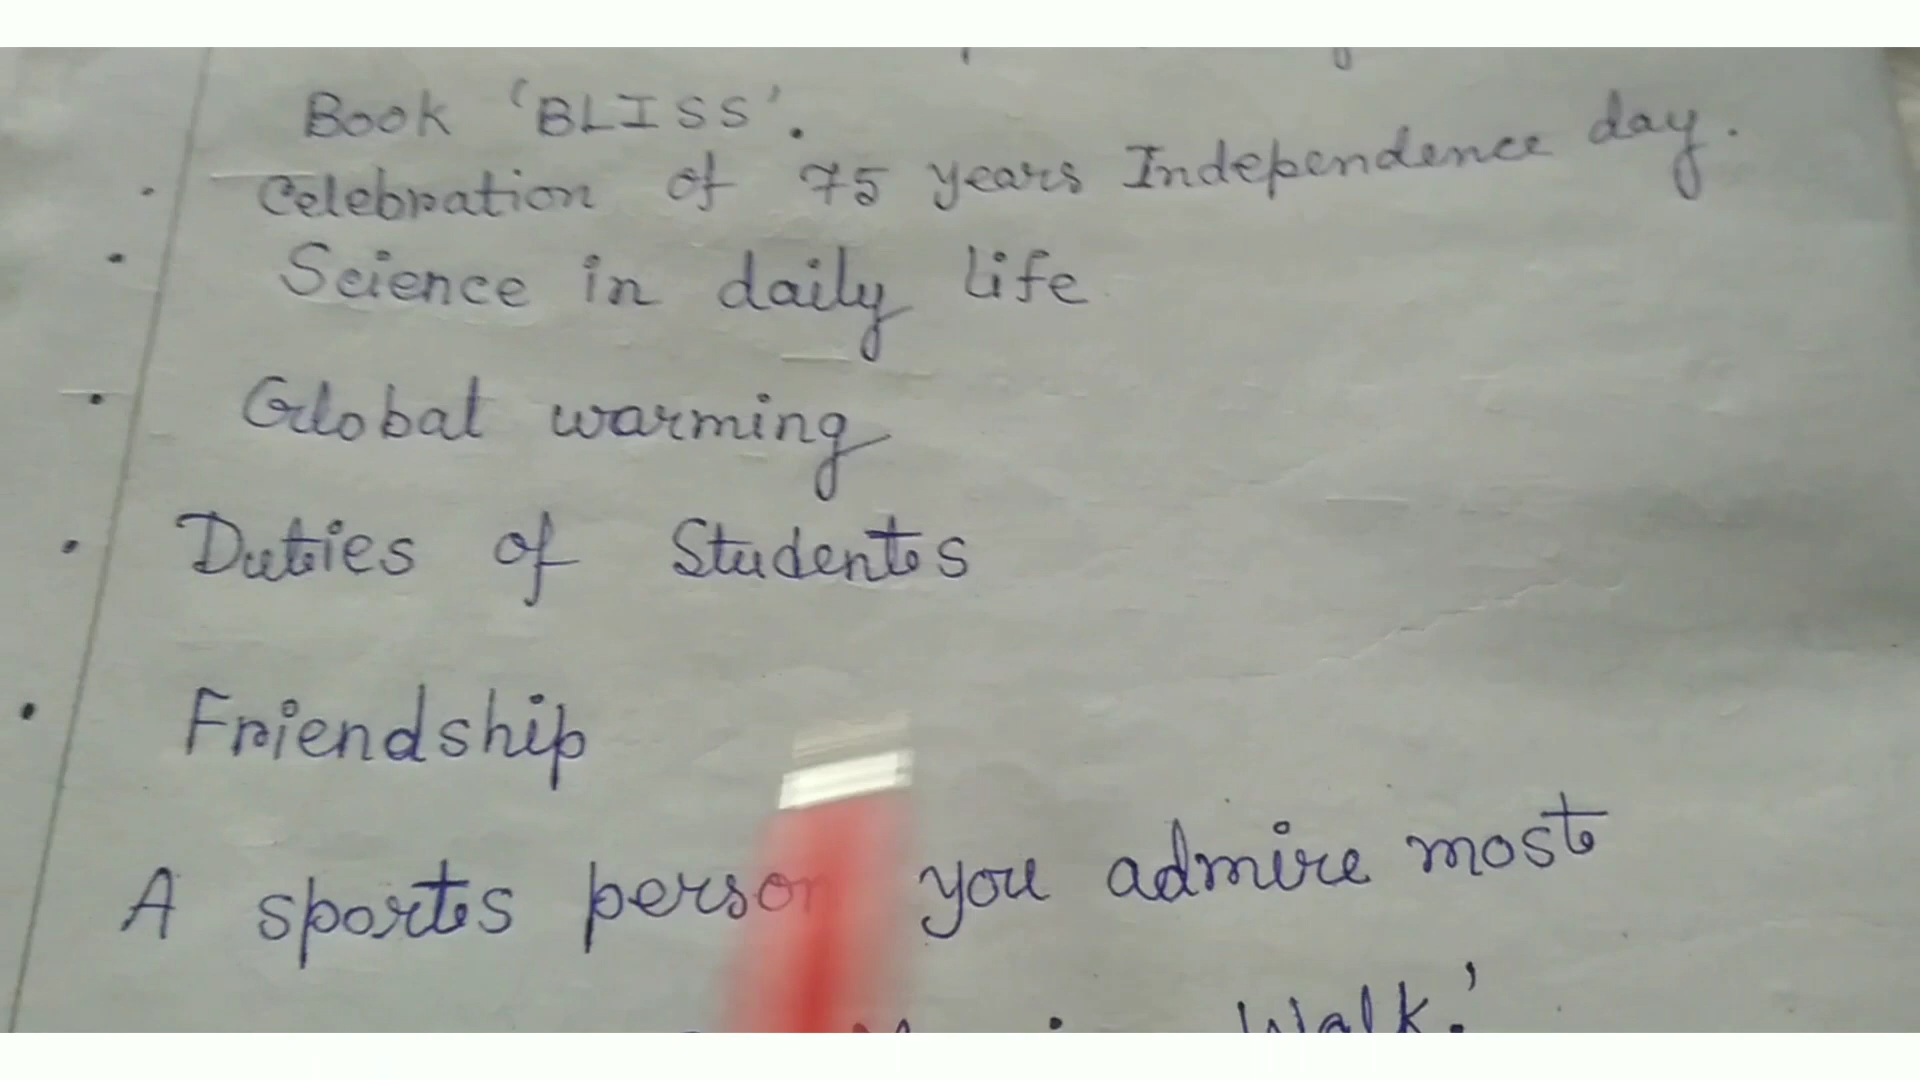 Book 'BLISS'.
• Celebration of 75 years Independence day.
• Science in daily life
• Global warming
• Duties of Students
• Friendship
A sports person you admire most
Walk.'